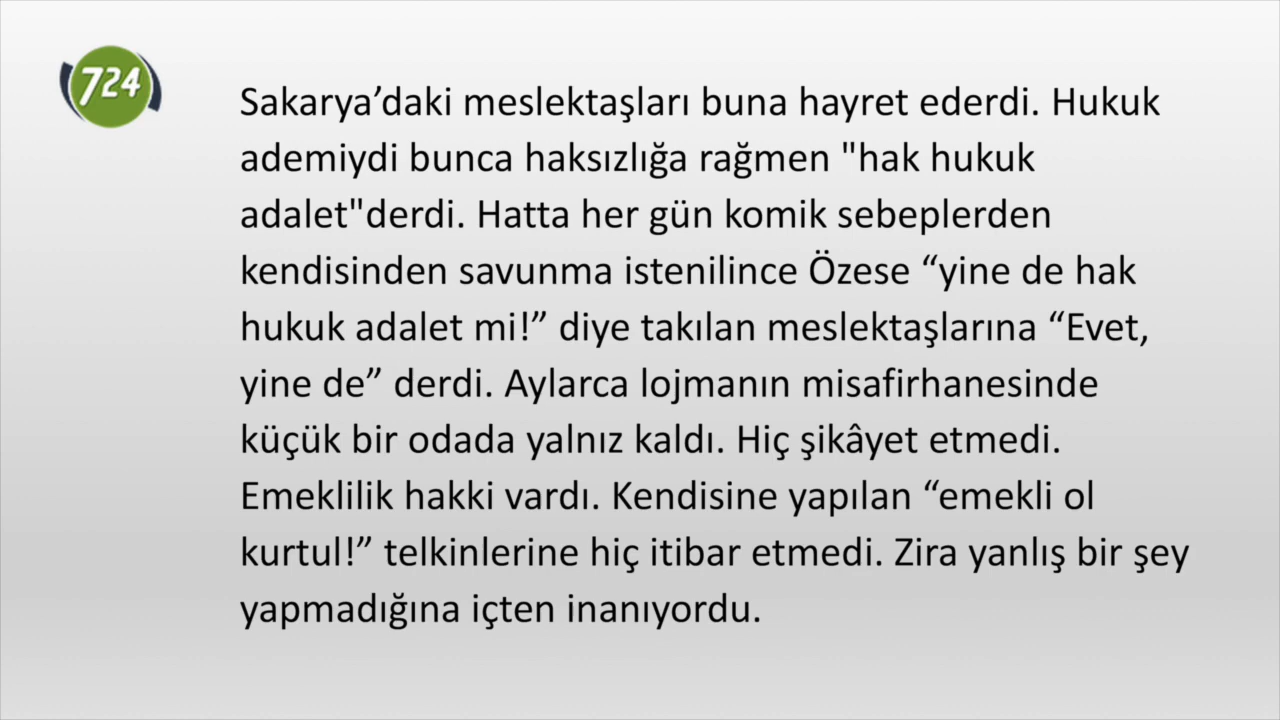 724
Sakarya’daki meslektaşları buna hayret ederdi. Hukuk
ademiydi bunca haksızlığa rağmen "hak hukuk
adalet"derdi. Hatta her gün komik sebeplerden
kendisinden savunma istenilince Özese “yine de hak
hukuk adalet mi!” diye takılan meslektaşlarına “Evet,
yine de” derdi. Aylarca lojmanın misafirhanesinde
küçük bir odada yalnız kaldı. Hiç şikâyet etmedi.
Emeklilik hakki vardı. Kendisine yapılan “emekli ol
kurtul!” telkinlerine hiç itibar etmedi. Zira yanlış bir şey
yapmadığına içten inanıyordu.